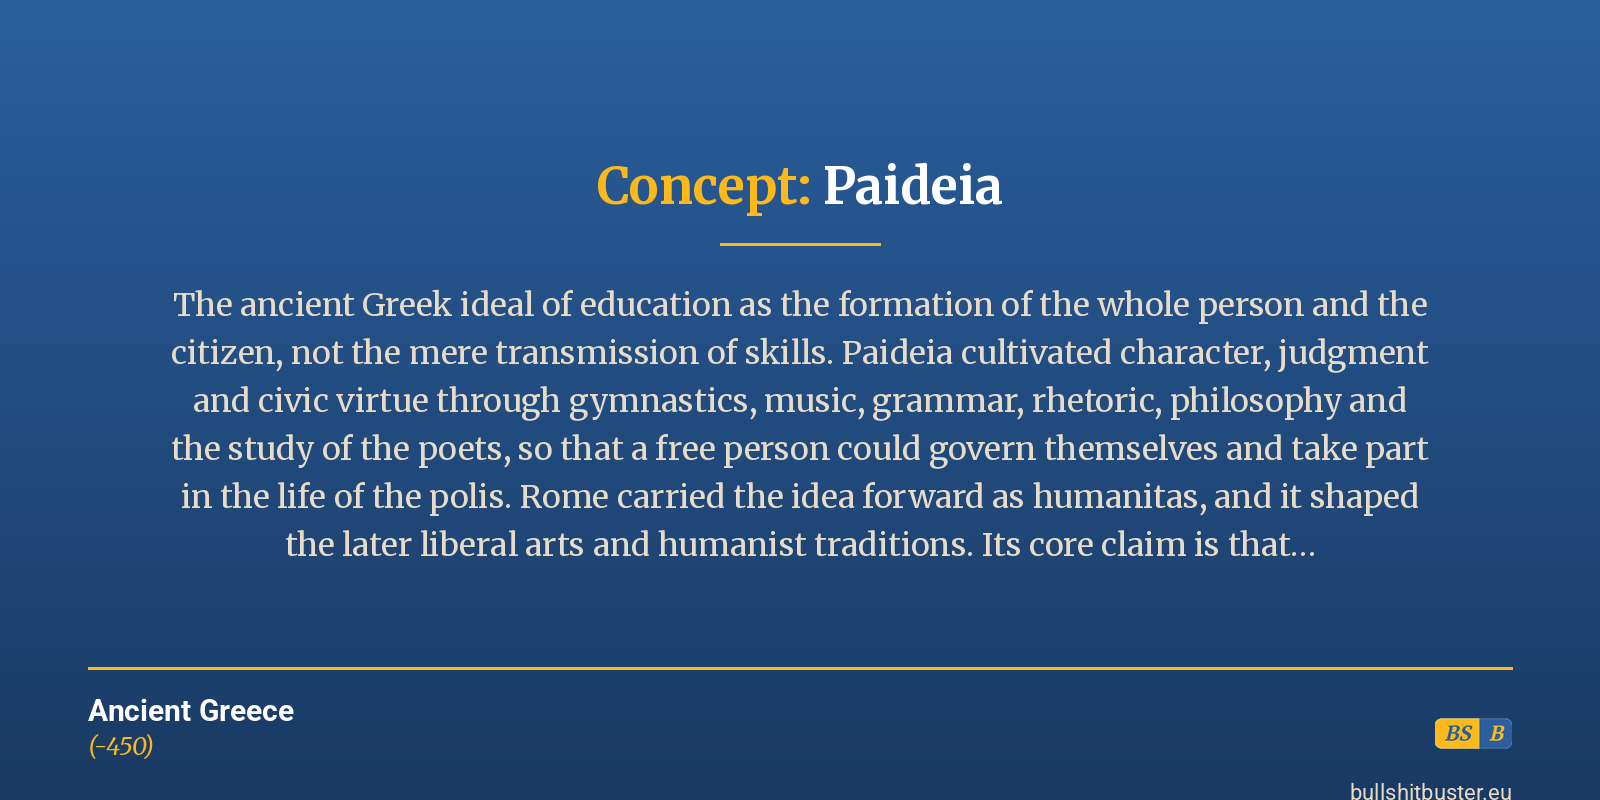 Concept: Paideia
The ancient Greek ideal of education as the formation of the whole person and the
citizen, not the mere transmission of skills. Paideia cultivated character, judgment
and civic virtue through gymnastics, music, grammar, rhetoric, philosophy and
the study of the poets, so that a free person could govern themselves and take part
in the life of the polis. Rome carried the idea forward as humanitas, and it shaped
the later liberal arts and humanist traditions. Its core claim is that…
Ancient Greece
(-450)
BS B
bullshitbuster.eu